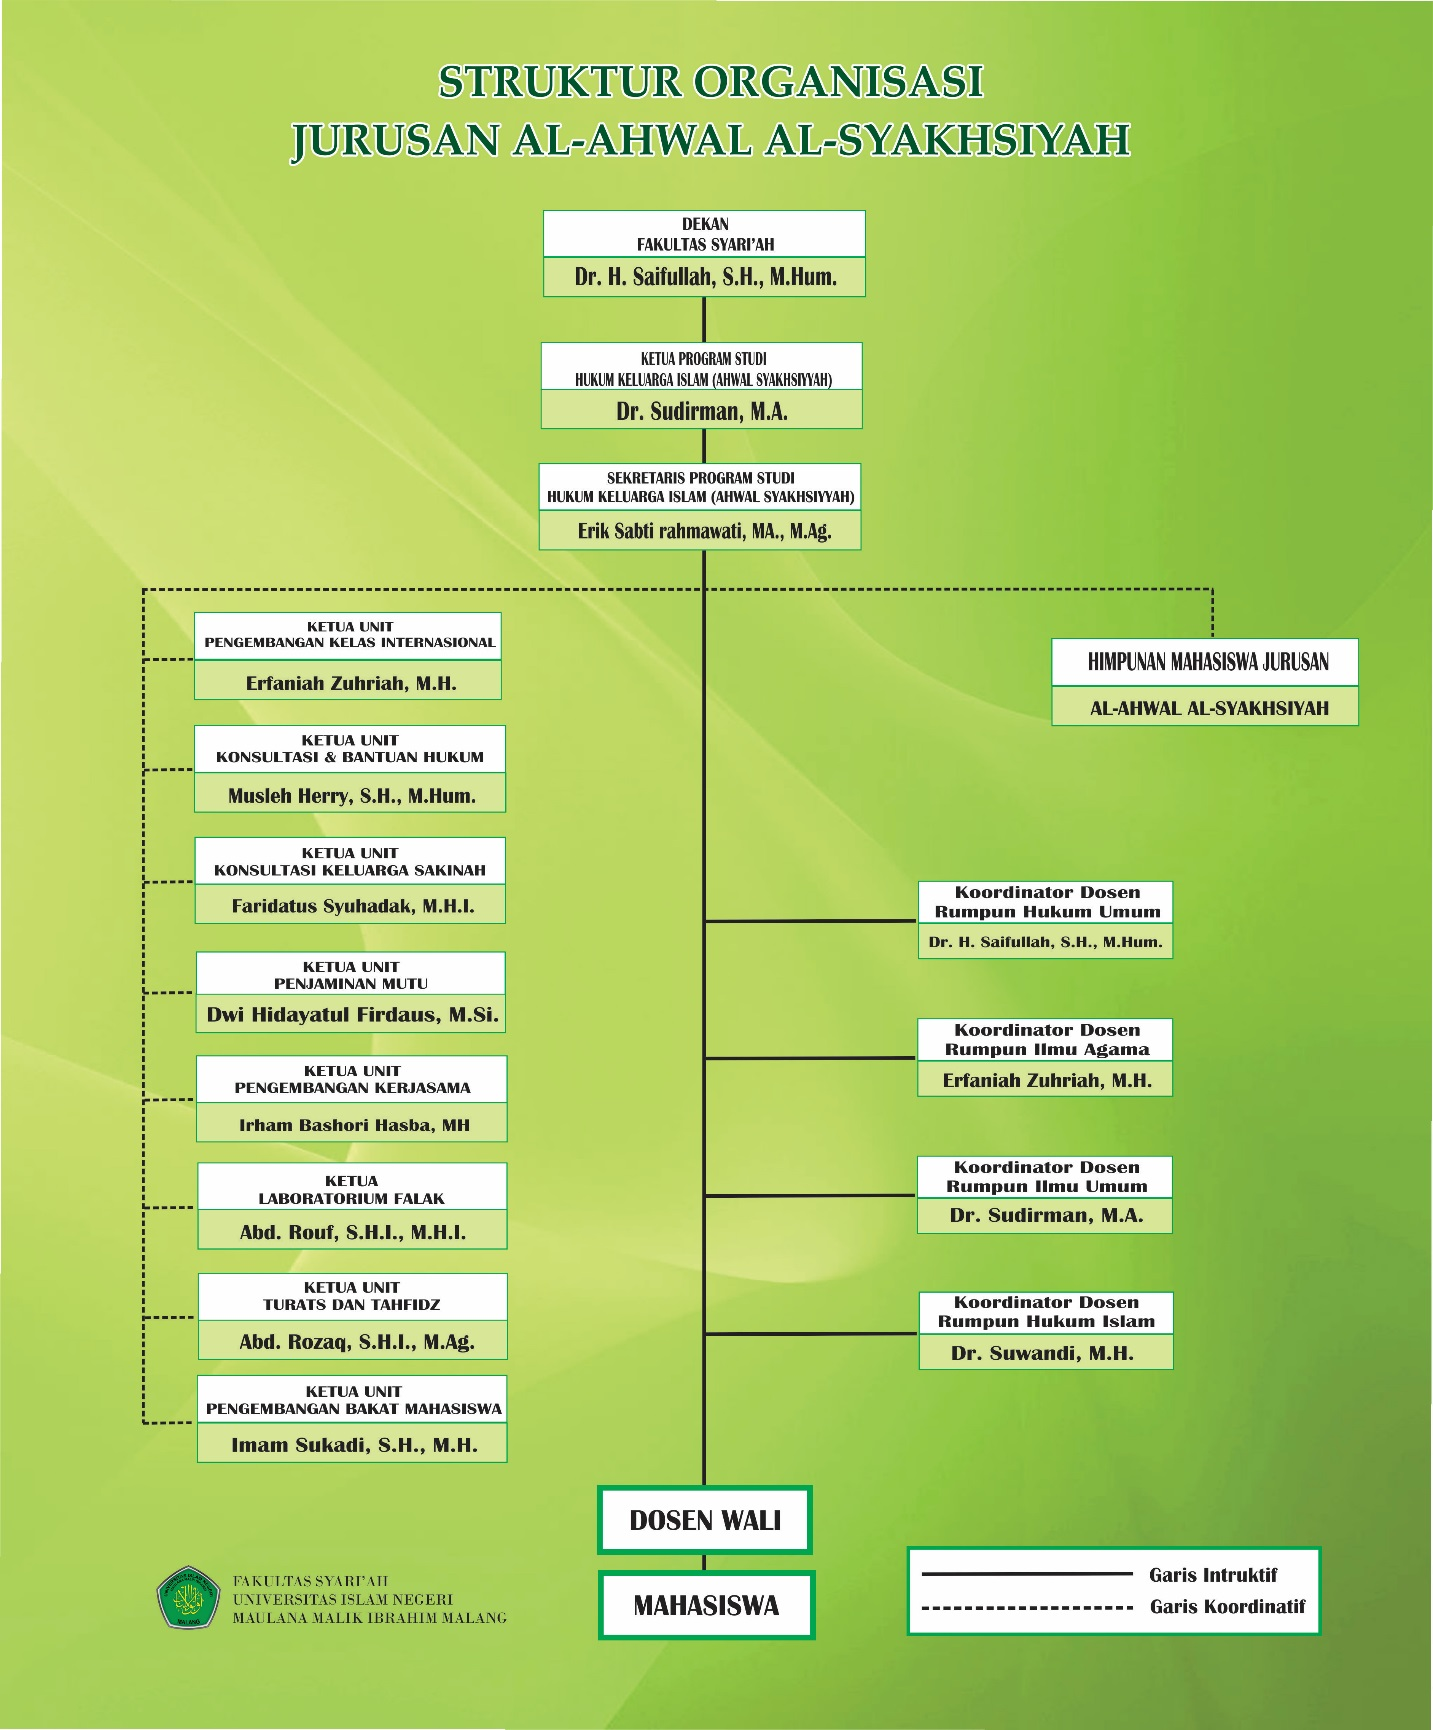 STRUKTUR ORGANISASI
JURUSAN AL-AHWAL AL-SYAKHSIYAH
DEKAN
FAKULTAS SYARI'AH
Dr. H. Saifullah, S.H., M.Hum.
KETUA PROGRAM STUDI
HUKUM KELUARGA ISLAM (AHWAL SYAKHSIYYAH)
Dr. Sudirman, M.A.
SEKRETARIS PROGRAM STUDI
HUKUM KELUARGA ISLAM (AHWAL SYAKHSIYYAH)
Erik Sabti rahmawati, MA., M.Ag.
KETUA UNIT
PENGEMBANGAN KELAS INTERNASIONAL
Erfaniah Zuhriah, M.H.
KETUA UNIT
KONSULTASI & BANTUAN HUKUM
Musleh Herry, S.H., M.Hum.
KETUA UNIT
KONSULTASI KELUARGA SAKINAH
Faridatus Syuhadak, M.H.I.
KETUA UNIT
PENJAMINAN MUTU
Dwi Hidayatul Firdaus, M.Si.
KETUA UNIT
PENGEMBANGAN KERJASAMA
Irham Bashori Hasba, MH
KETUA
LABORATORIUM FALAK
Abd. Rouf, S.H.I., M.H.I.
KETUA UNIT
TURATS DAN TAHFIDZ
Abd. Rozaq, S.H.I., M.Ag.
KETUA UNIT
PENGEMBANGAN BAKAT MAHASISWA
Imam Sukadi, S.H., M.H.
HIMPUNAN MAHASISWA JURUSAN
AL-AHWAL AL-SYAKHSIYAH
Koordinator Dosen
Rumpun Hukum Umum
Dr. H. Saifullah, S.H., M.Hum.
Koordinator Dosen
Rumpun Ilmu Agama
Erfaniah Zuhriah, M.H.
Koordinator Dosen
Rumpun Ilmu Umum
Dr. Sudirman, M.A.
Koordinator Dosen
Rumpun Hukum Islam
Dr. Suwandi, M.H.
DOSEN WALI
MAHASISWA
FAKULTAS SYARI'AH
UNIVERSITAS ISLAM NEGERI
MAULANA MALIK IBRAHIM MALANG
MALANG
Garis Intruktif
Garis Koordinatif